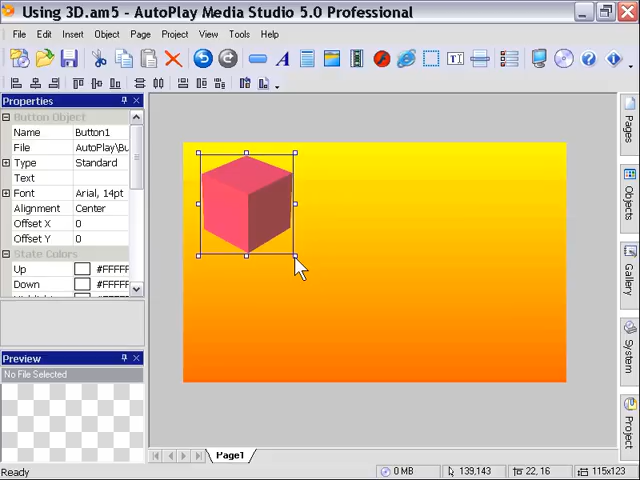 Using 3D.am5 - AutoPlay Media Studio 5.0 Professional
File Edit Insert Object Page Project Publish View Tools Help
Properties
Button Object
Name Button1
File AutoPlay\Bu
Type Standard
Text
Font Arial, 14pt
Alignment Center
Offset X 0
Offset Y 0
State Colors
Up #FFFFF
Down #FFFFF
Preview
No File Selected
Pages
Objects
Gallery
System
Project
Page1
Ready
0 MB
139,143
22, 16
115x123